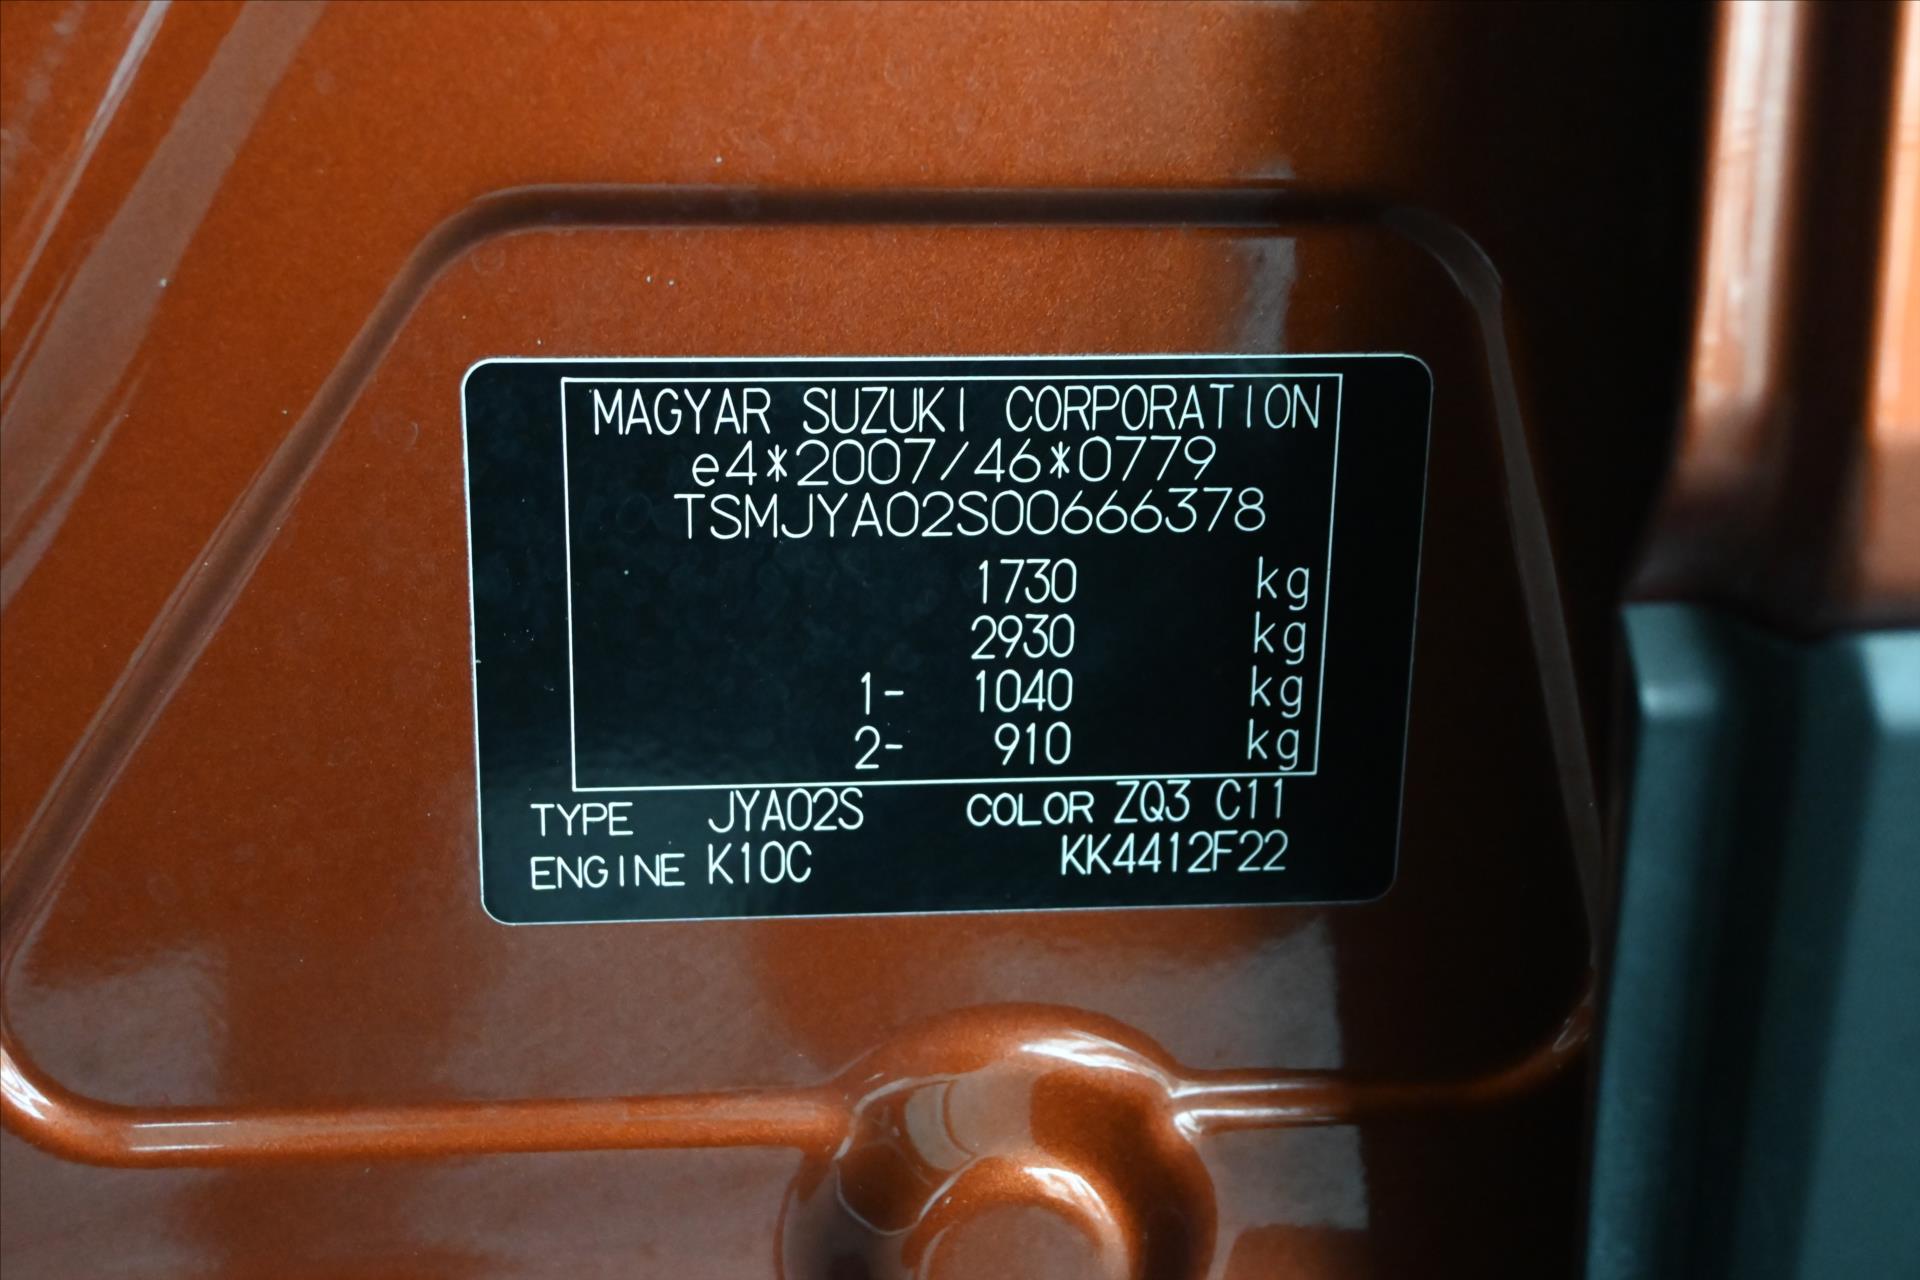 MAGYAR SUZUKI CORPORATION
e4*2007/46*0779
TSMJYA02S00666378
1730 kg
2930 kg
1- 1040 kg
2- 910 kg
TYPE JYA02S COLOR ZQ3 C11
ENGINE K10C KK4412F22